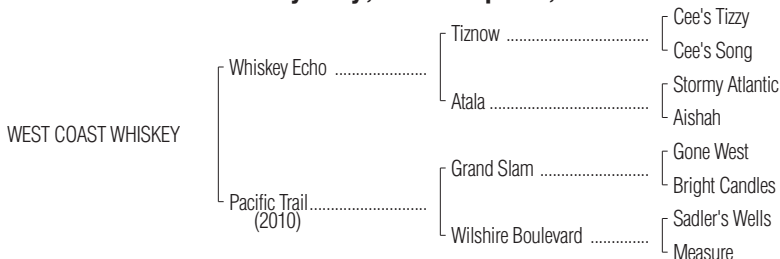 Cee's Tizzy
Tiznow ..............................
Cee's Song
Whiskey Echo ......................
Stormy Atlantic
Atala ......................................
Aishah
WEST COAST WHISKEY
Gone West
Grand Slam ..........................
Bright Candles
Pacific Trail............................
(2010)
Sadler's Wells
Wilshire Boulevard ..............
Measure